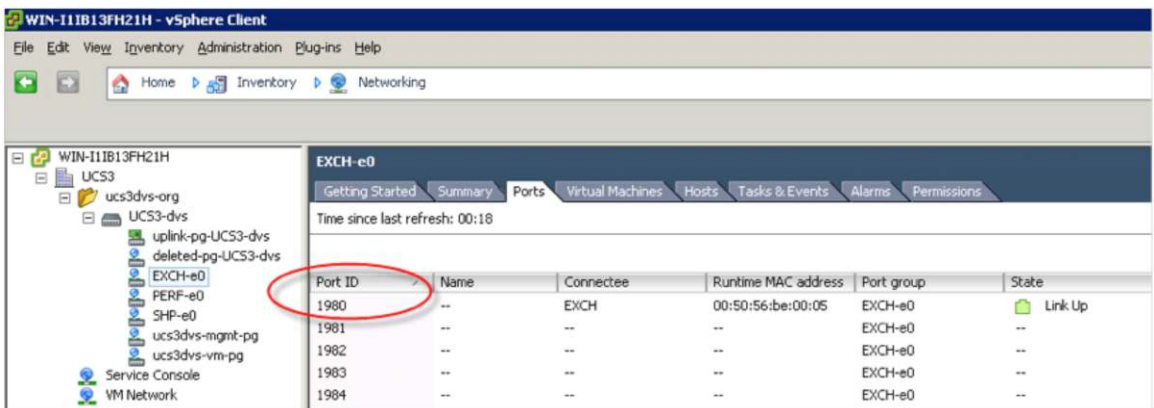 WIN-I1IB13FH21H - vSphere Client
File Edit View Inventory Administration Plug-ins Help
Home Inventory Networking
WIN-I1IB13FH21H
UCS3
ucs3dvs-org
UCS3-dvs
uplink-pg-UCS3-dvs
deleted-pg-UCS3-dvs
EXCH-e0
PERF-e0
SHP-e0
ucs3dvs-mgmt-pg
ucs3dvs-vm-pg
Service Console
VM Network
EXCH-e0
Getting Started Summary Ports Virtual Machines Hosts Tasks & Events Alarms Permissions
Time since last refresh: 00:18
Port ID Name Connectee Runtime MAC address Port group State
1980 -- EXCH 00:50:56:be:00:05 EXCH-e0 Link Up
1981 -- -- -- EXCH-e0 --
1982 -- -- -- EXCH-e0 --
1983 -- -- -- EXCH-e0 --
1984 -- -- -- EXCH-e0 --